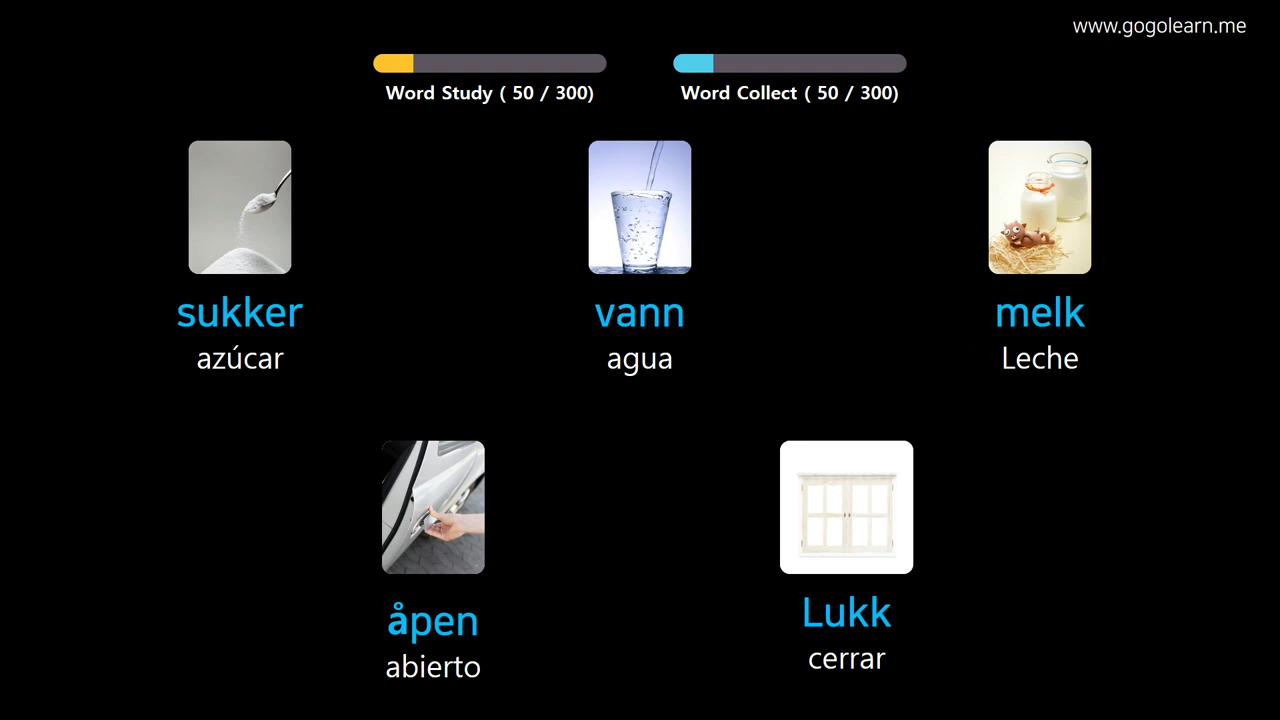 www.gogolearn.me
Word Study ( 50 / 300)
Word Collect ( 50 / 300)
sukker
azúcar
vann
agua
melk
Leche
åpen
abierto
Lukk
cerrar